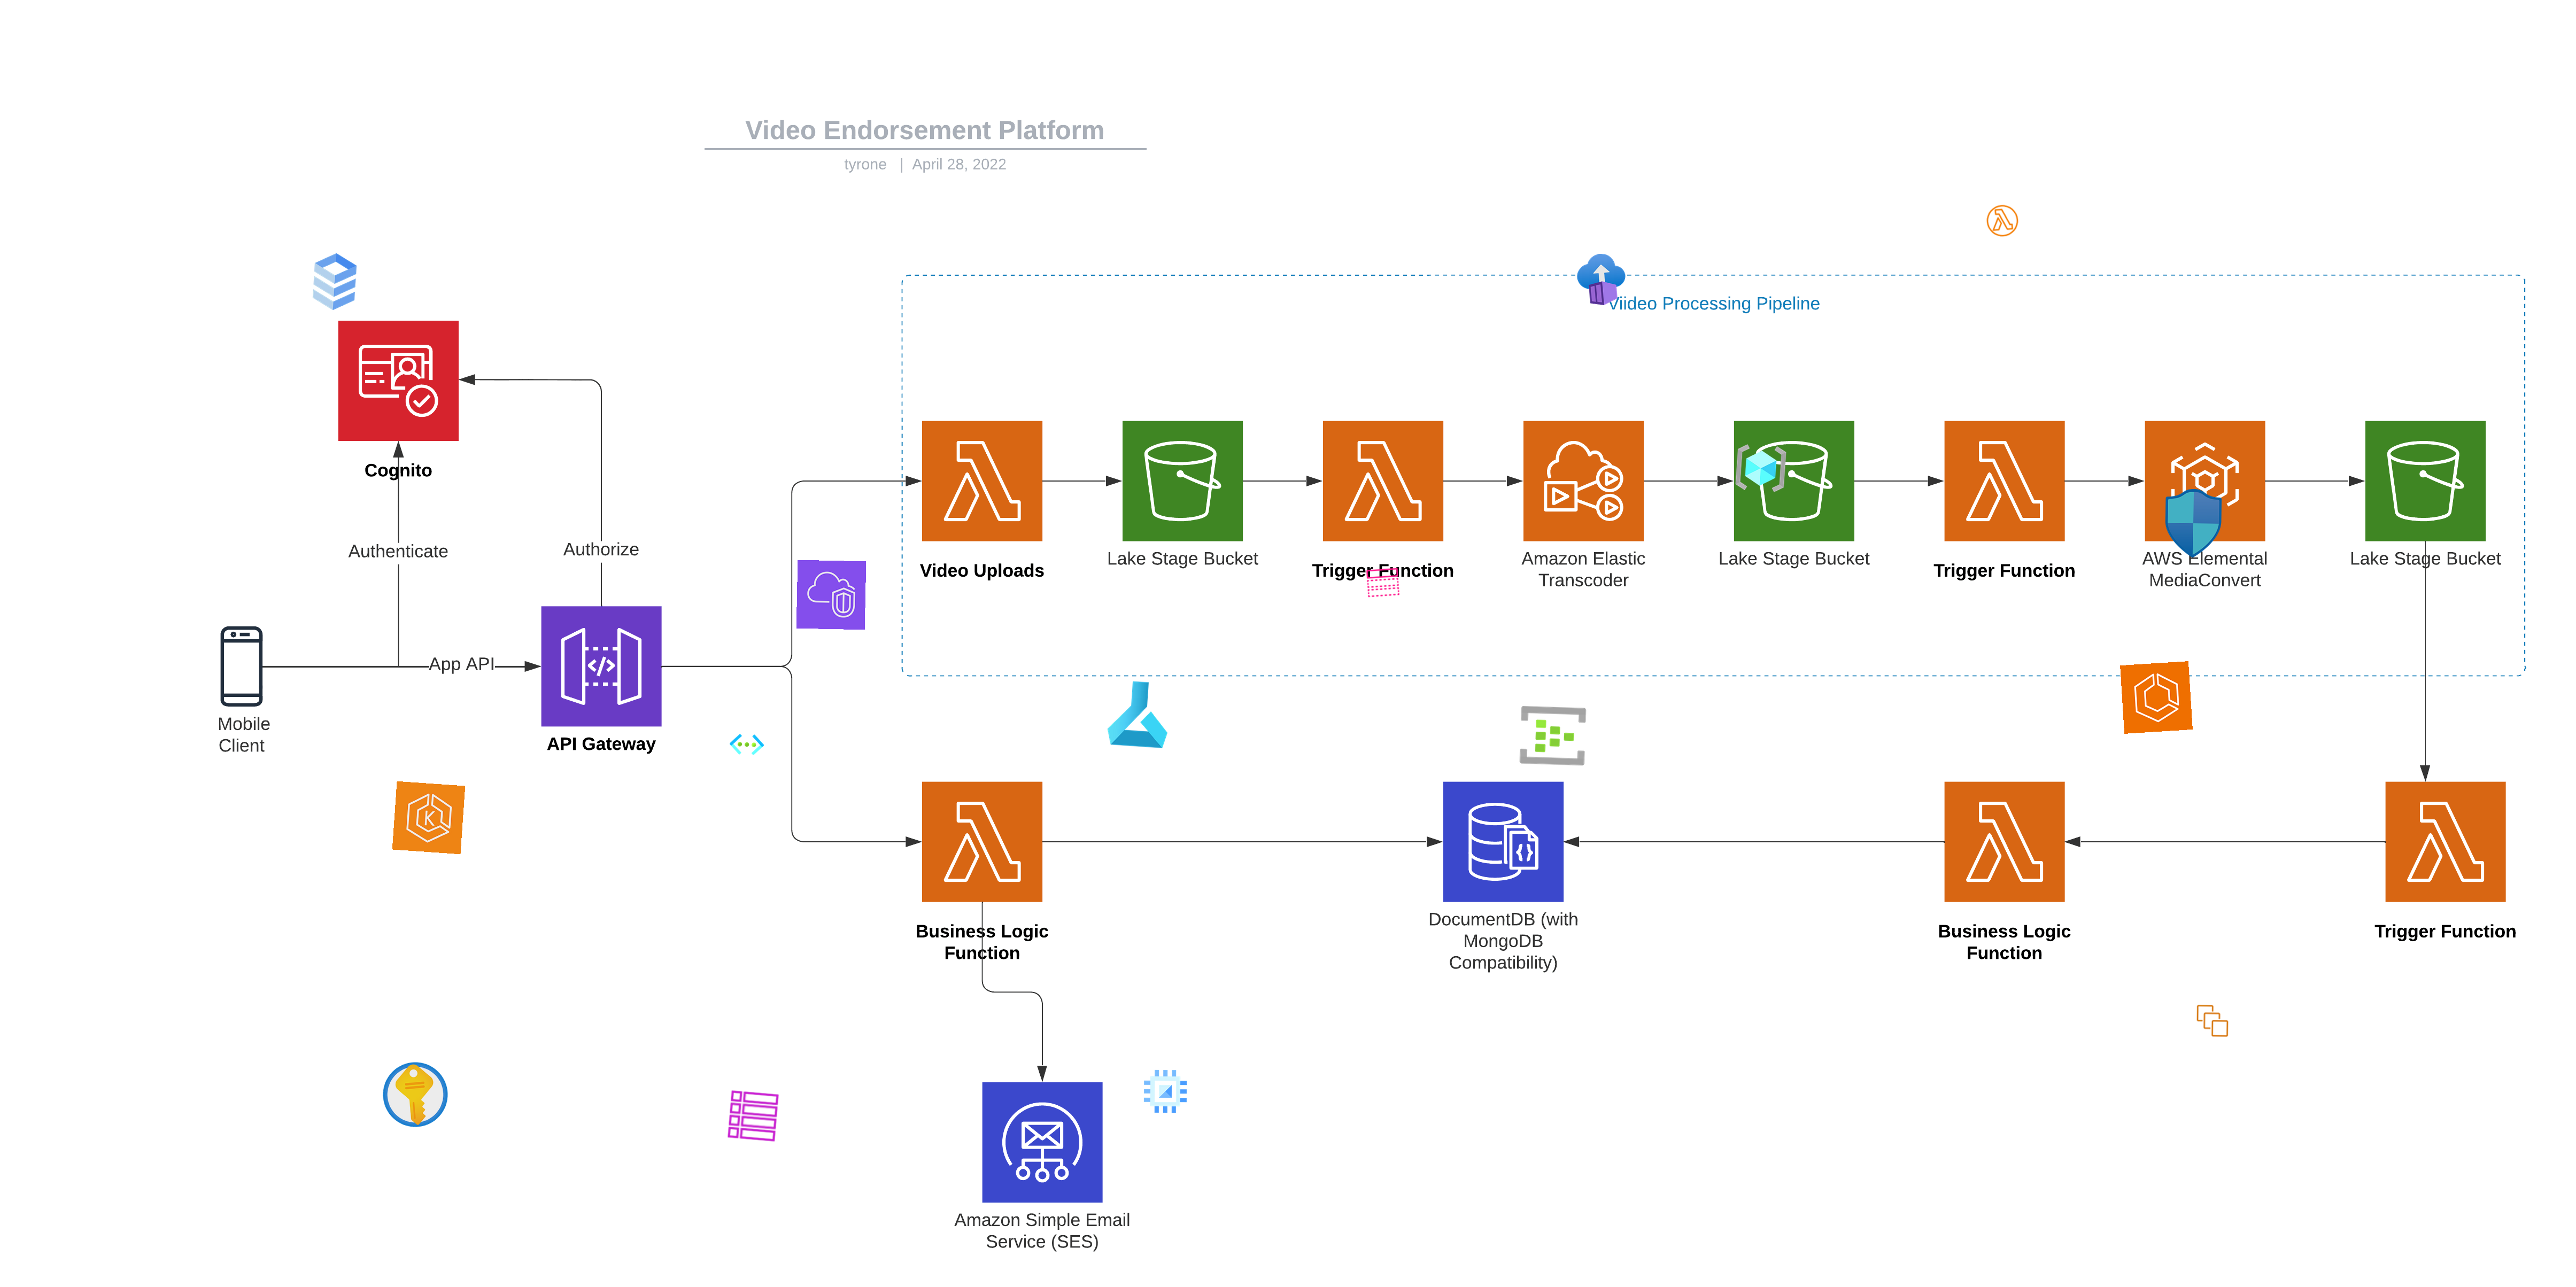 Video Endorsement Platform
tyrone | April 28, 2022
Viideo Processing Pipeline
Cognito
Authenticate
Authorize
Video Uploads
Lake Stage Bucket
Trigger Function
Amazon Elastic
Transcoder
Lake Stage Bucket
Trigger Function
AWS Elemental
MediaConvert
Lake Stage Bucket
App API
Mobile
Client
API Gateway
K
Business Logic
Function
DocumentDB (with
MongoDB
Compatibility)
Business Logic
Function
Trigger Function
Amazon Simple Email
Service (SES)